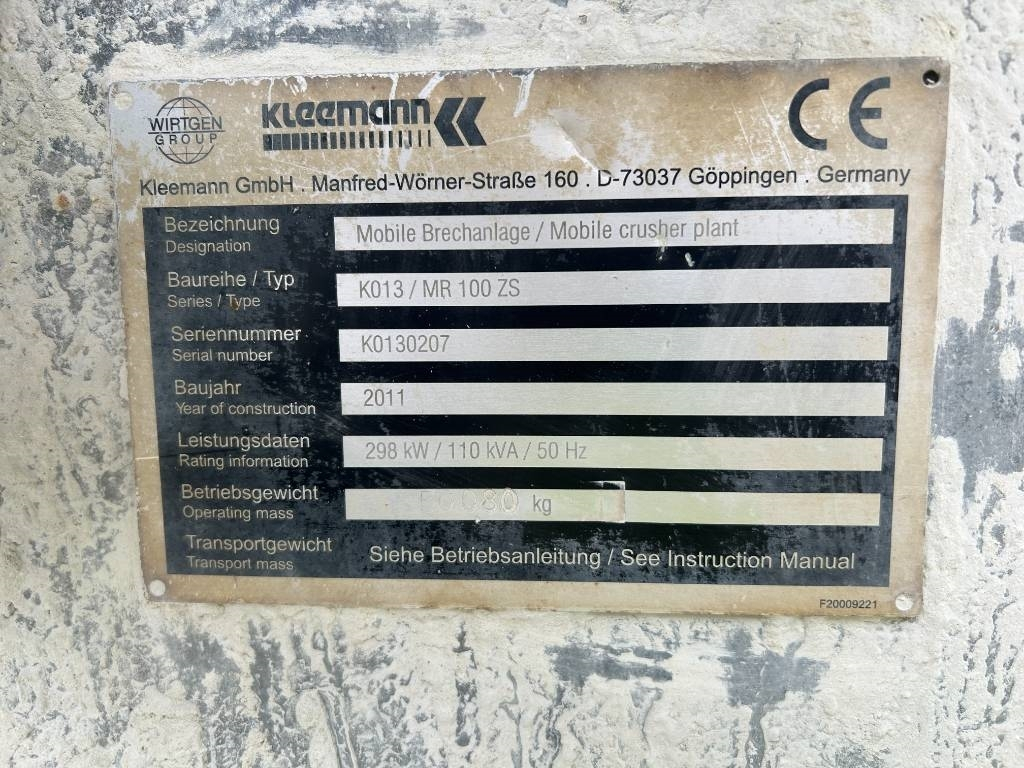 WIRTGEN
GROUP
KLEEMANN
CE
Kleemann GmbH . Manfred-Wörner-Straße 160 . D-73037 Göppingen . Germany
Bezeichnung
Designation
Mobile Brechanlage / Mobile crusher plant
Baureihe / Typ
Series / Type
K013 / MR 100 ZS
Seriennummer
Serial number
K0130207
Baujahr
Year of construction
2011
Leistungsdaten
Rating information
298 kW / 110 kVA / 50 Hz
Betriebsgewicht
Operating mass
kg
Transportgewicht
Transport mass
Siehe Betriebsanleitung / See Instruction Manual
F20009221